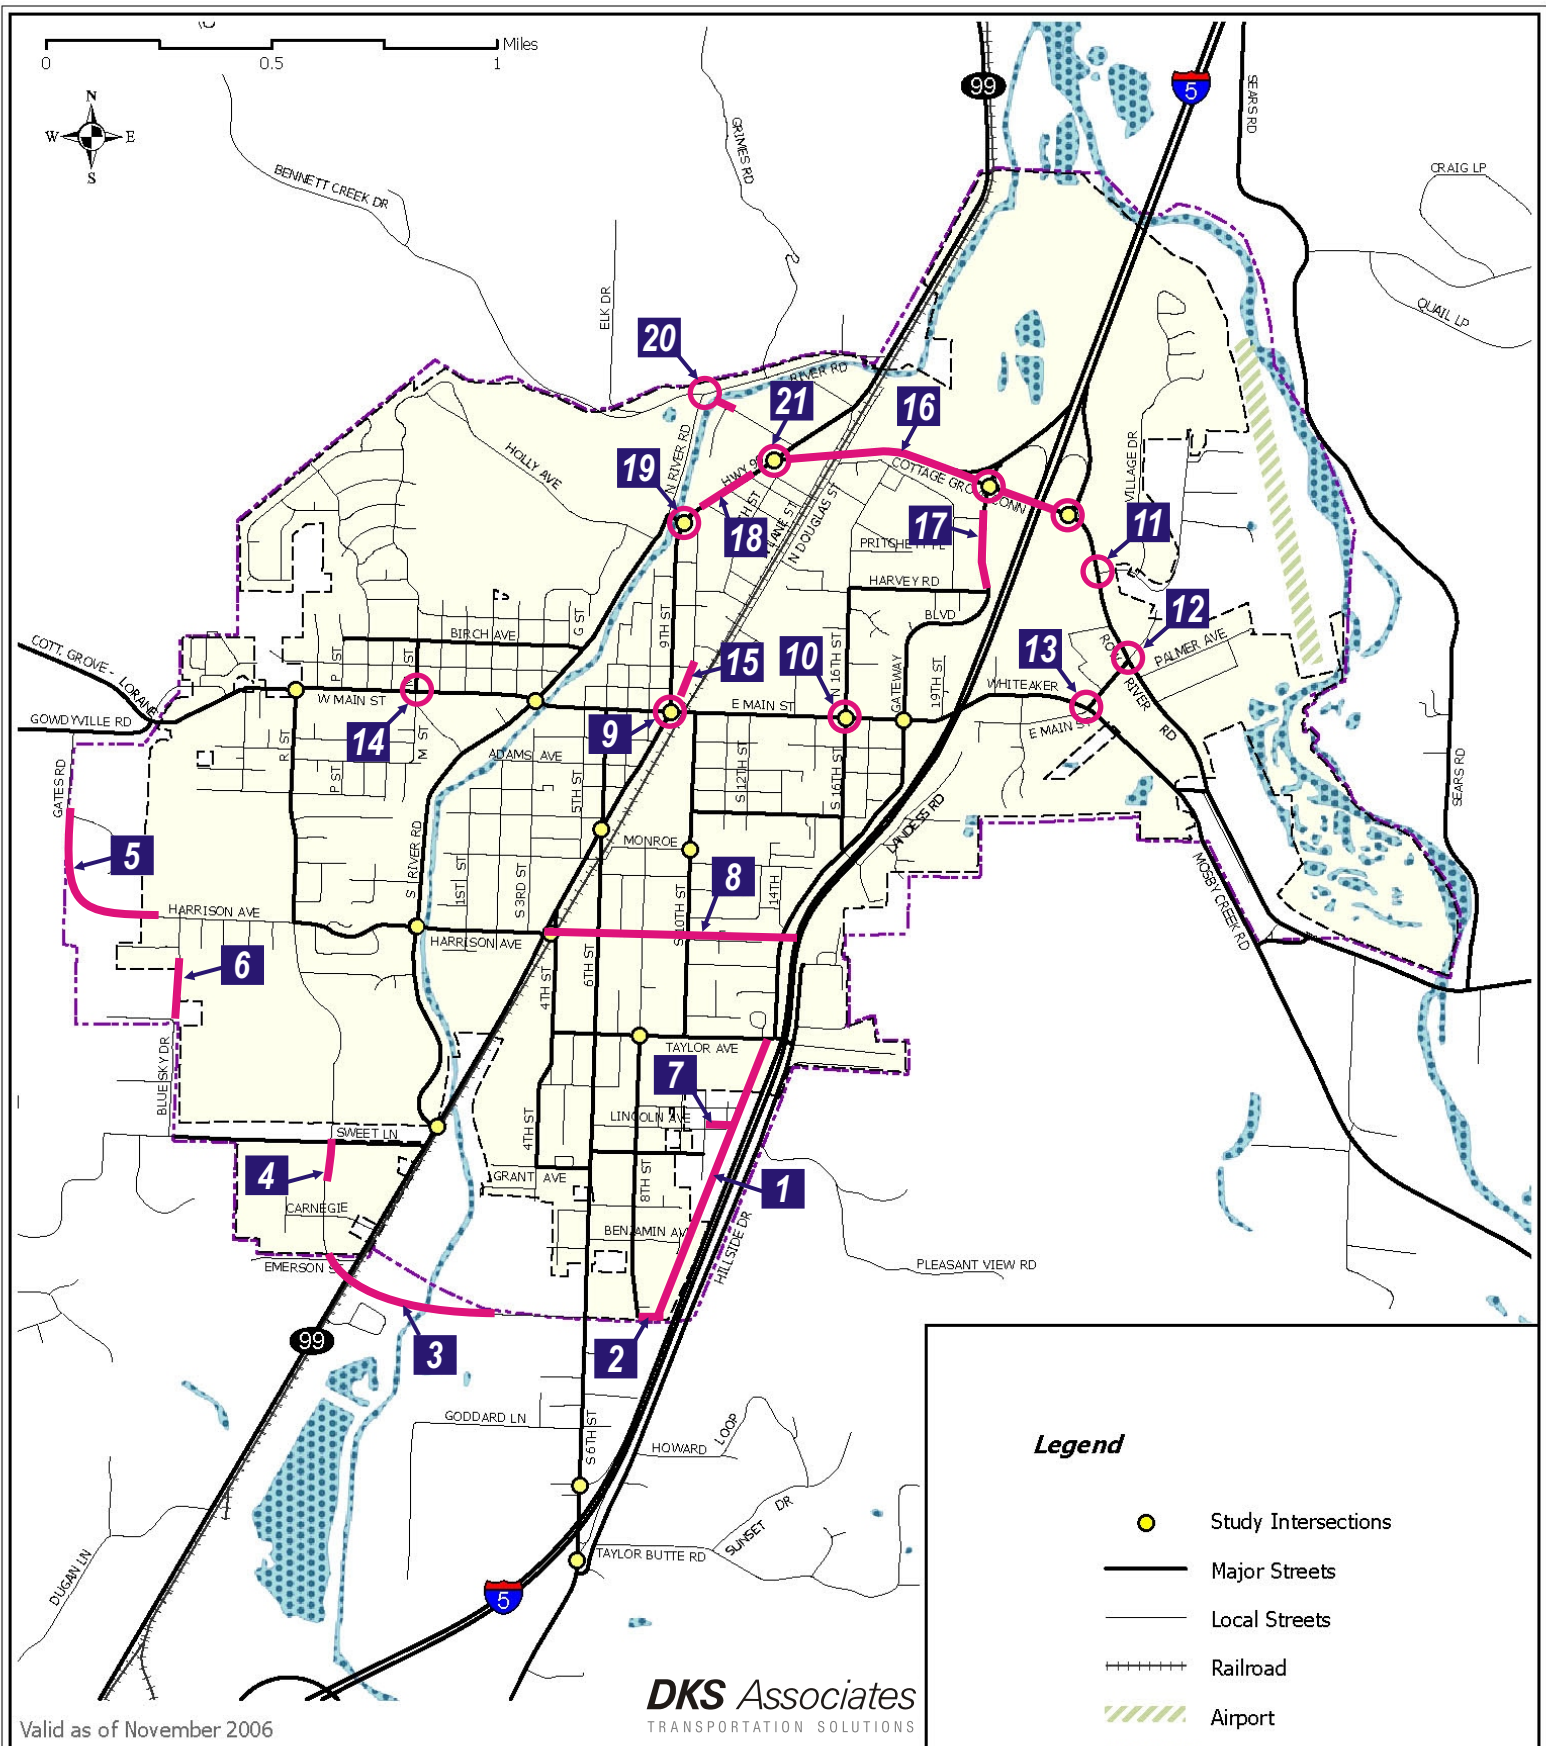 Miles
0
0.5
1
N
W
E
S
99
5
SEARS RD
GRIMES RD
BENNETT CREEK DR
CRAIG LP
QUAIL LP
ELK DR
20
RIVER RD
21
16
HOLLY AVE
N RIVER RD
19
COTTAGE GRO
CONN
VILLAGE DR
18
N DOUGLAS ST
17
11
PRITCHETT PL
HARVEY RD
BLVD
12
G ST
BIRCH AVE
9TH ST
COTT. GROVE - LORANE
P ST
M ST
15
10
N 16TH ST
GATEWAY
19TH ST
13
ROW
RIVER
RD
PALMER AVE
WHITEAKER
W MAIN ST
E MAIN ST
E MAIN ST
GOWDYVILLE RD
14
9
R ST
P ST
M ST
ADAMS AVE
5TH ST
S 12TH ST
S 16TH ST
GATES RD
SEARS RD
LANDESS RD
5
S RIVER RD
1ST ST
S 3RD ST
MONROE
8
14TH
S 10TH ST
MOSBY CREEK RD
HARRISON AVE
HARRISON AVE
6
4TH ST
6TH ST
TAYLOR AVE
7
BLUE SKY DR
LINCOLN AVE
SWEET LN
4TH ST
4
GRANT AVE
8TH ST
1
CARNEGIE
BENJAMIN AV
HILLSIDE DR
EMERSON
PLEASANT VIEW RD
99
3
2
GODDARD LN
S 6TH ST
HOWARD
LOOP
SUNSET
DR
TAYLOR BUTTE RD
DUGAN LN
5
Legend
Study Intersections
Major Streets
Local Streets
Railroad
Airport
DKS Associates
TRANSPORTATION SOLUTIONS
Valid as of November 2006